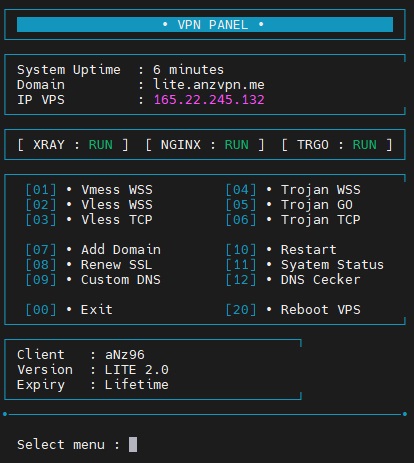 • VPN PANEL •
System Uptime : 6 minutes
Domain : lite.anzvpn.me
IP VPS : 165.22.245.132
[ XRAY : RUN ] [ NGINX : RUN ] [ TRGO : RUN ]
[01] • Vmess WSS [04] • Trojan WSS
[02] • Vless WSS [05] • Trojan GO
[03] • Vless TCP [06] • Trojan TCP
[07] • Add Domain [10] • Restart
[08] • Renew SSL [11] • Syatem Status
[09] • Custom DNS [12] • DNS Cecker
[00] • Exit [20] • Reboot VPS
Client : aNz96
Version : LITE 2.0
Expiry : Lifetime
Select menu :